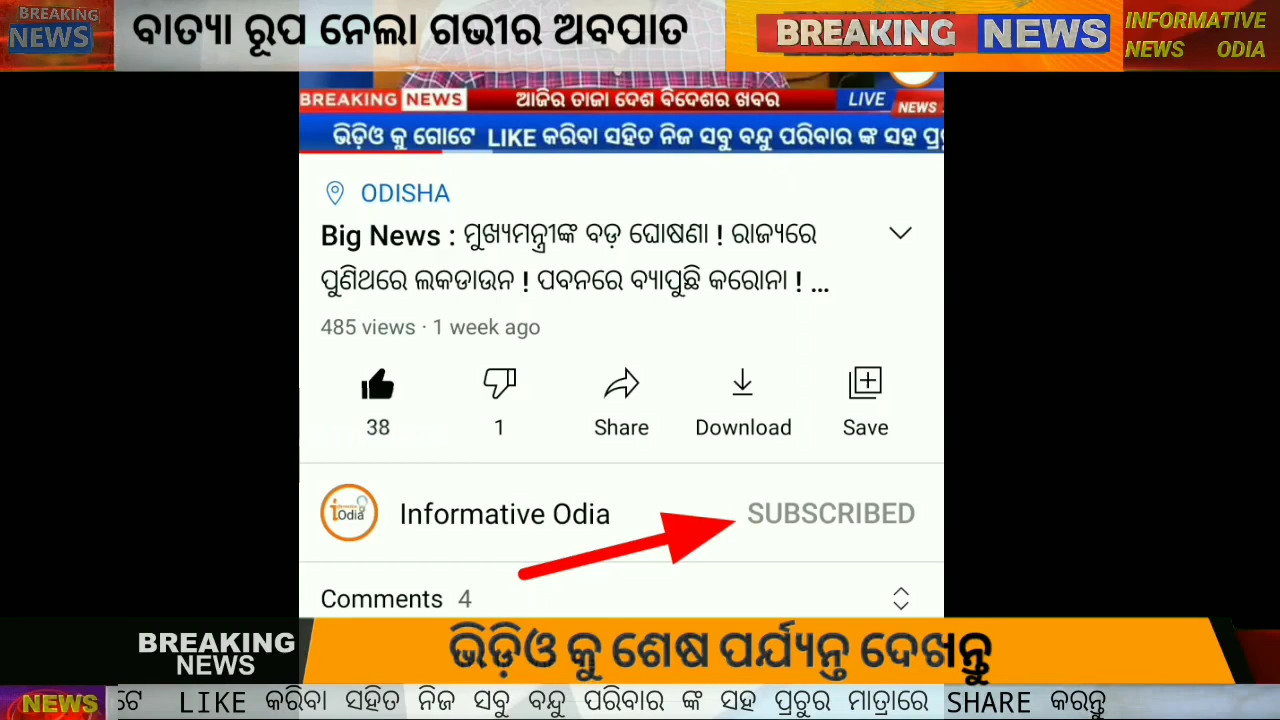 BREAKING
NEWS
ବାତ୍ୟା ରୂପ ନେଲା ଗଭୀର ଅବପାତ
BREAKING NEWS
INFORMATIVE
NEWS ODIA
BREAKING NEWS
ଆଜିର ତାଜା ଦେଶ ବିଦେଶର ଖବର
LIVE
NEWS
ଭିଡ଼ିଓ କୁ ଗୋଟେ LIKE କରିବା ସହିତ ନିଜ ସବୁ ବନ୍ଦୁ ପରିବାର ଙ୍କ ସହ
ODISHA
Big News : ମୁଖ୍ୟମନ୍ତ୍ରୀଙ୍କ ବଡ଼ ଘୋଷଣା ! ରାଜ୍ୟରେ
ପୁଣିଥରେ ଲକଡାଉନ ! ପବନରେ ବ୍ୟାପୁଛି କରୋନା ! ...
485 views · 1 week ago
38
1
Share
Download
Save
iOdia
Informative Odia
SUBSCRIBED
Comments 4
BREAKING
NEWS
ଭିଡ଼ିଓ କୁ ଶେଷ ପର୍ଯ୍ୟନ୍ତ ଦେଖନ୍ତୁ
NEWS
LIKE କରିବା ସହିତ ନିଜ ସବୁ ବନ୍ଦୁ ପରିବାର ଙ୍କ ସହ ପ୍ରଚୁର ମାତ୍ରାରେ SHARE କରନ୍ତୁ